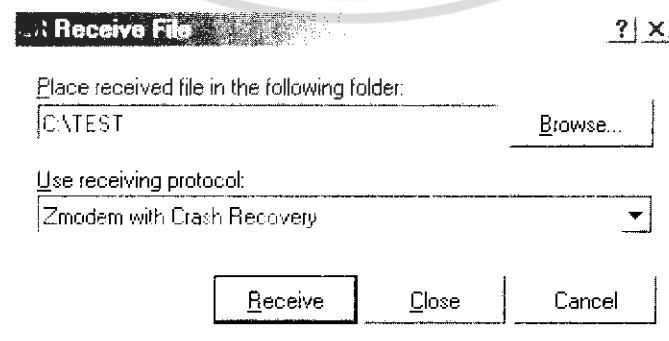 Receive File
Place received file in the following folder:
C:\TEST
Browse...
Use receiving protocol:
Zmodem with Crash Recovery
Receive Close Cancel